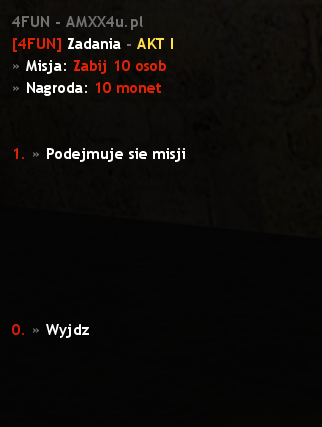 4FUN - AMXX4u.pl
[4FUN] Zadania - AKT I
» Misja: Zabij 10 osob
» Nagroda: 10 monet
1. » Podejmuje sie misji
0. » Wyjdz